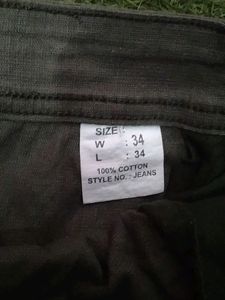 SIZE :
W : 34
L : 34
100% COTTON
STYLE NO. : JEANS